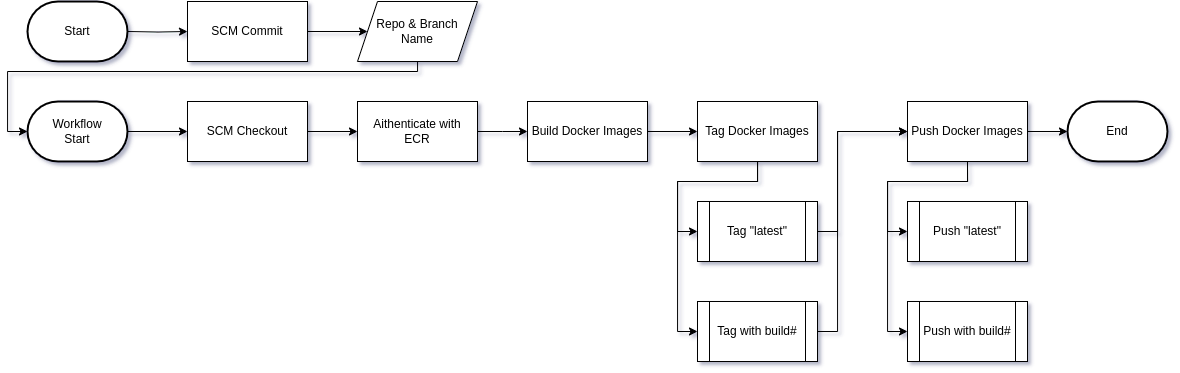 Start
SCM Commit
Repo & Branch
Name
Workflow
Start
SCM Checkout
Aithenticate with
ECR
Build Docker Images
Tag Docker Images
Push Docker Images
End
Tag "latest"
Push "latest"
Tag with build#
Push with build#